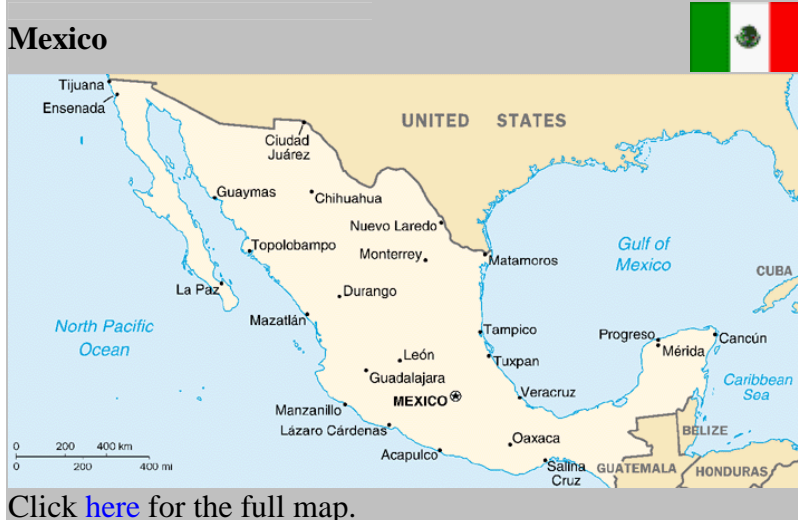 Mexico
Tijuana
Ensenada
UNITED STATES
Ciudad
Juárez
Guaymas
Chihuahua
Nuevo Laredo
Topolobampo
Monterrey
Matamoros
Gulf of
Mexico
CUBA
La Paz
Durango
Mazatlán
North Pacific
Ocean
Tampico
Progreso
Cancún
Mérida
León
Tuxpan
Guadalajara
Caribbean
Sea
MEXICO
Veracruz
Manzanillo
Lázaro Cárdenas
BELIZE
Oaxaca
Acapulco
Salina
Cruz
GUATEMALA
HONDURAS
0 200 400 km
0 200 400 mi
Click here for the full map.